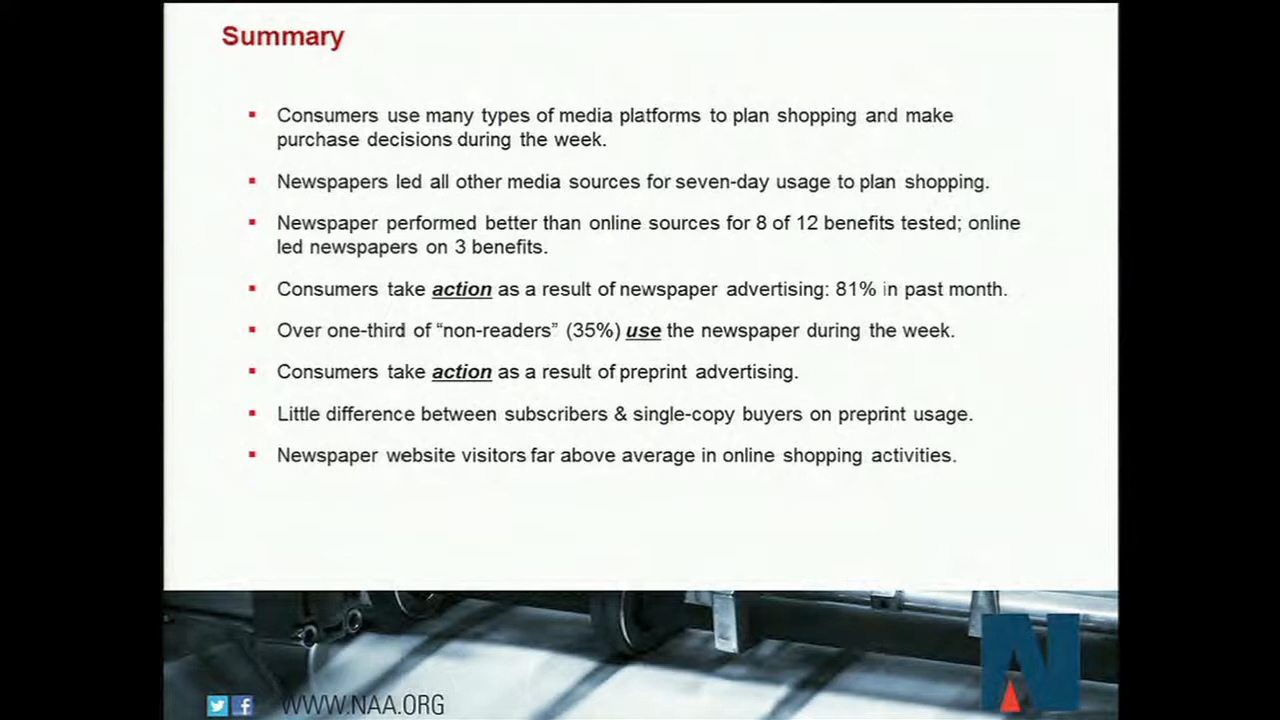 Summary
Consumers use many types of media platforms to plan shopping and make
purchase decisions during the week.
Newspapers led all other media sources for seven-day usage to plan shopping.
Newspaper performed better than online sources for 8 of 12 benefits tested; online
led newspapers on 3 benefits.
Consumers take action as a result of newspaper advertising: 81% in past month.
Over one-third of “non-readers” (35%) use the newspaper during the week.
Consumers take action as a result of preprint advertising.
Little difference between subscribers & single-copy buyers on preprint usage.
Newspaper website visitors far above average in online shopping activities.
WWW.NAA.ORG
N